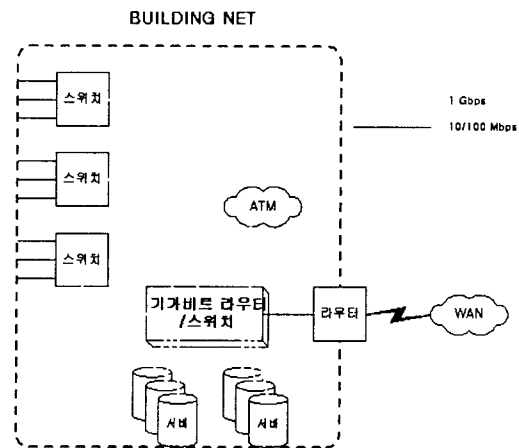 BUILDING NET
스위치
1 Gbps
10/100 Mbps
스위치
ATM
스위치
기가비트 라우터
/스위치
라우터
WAN
서버
서버